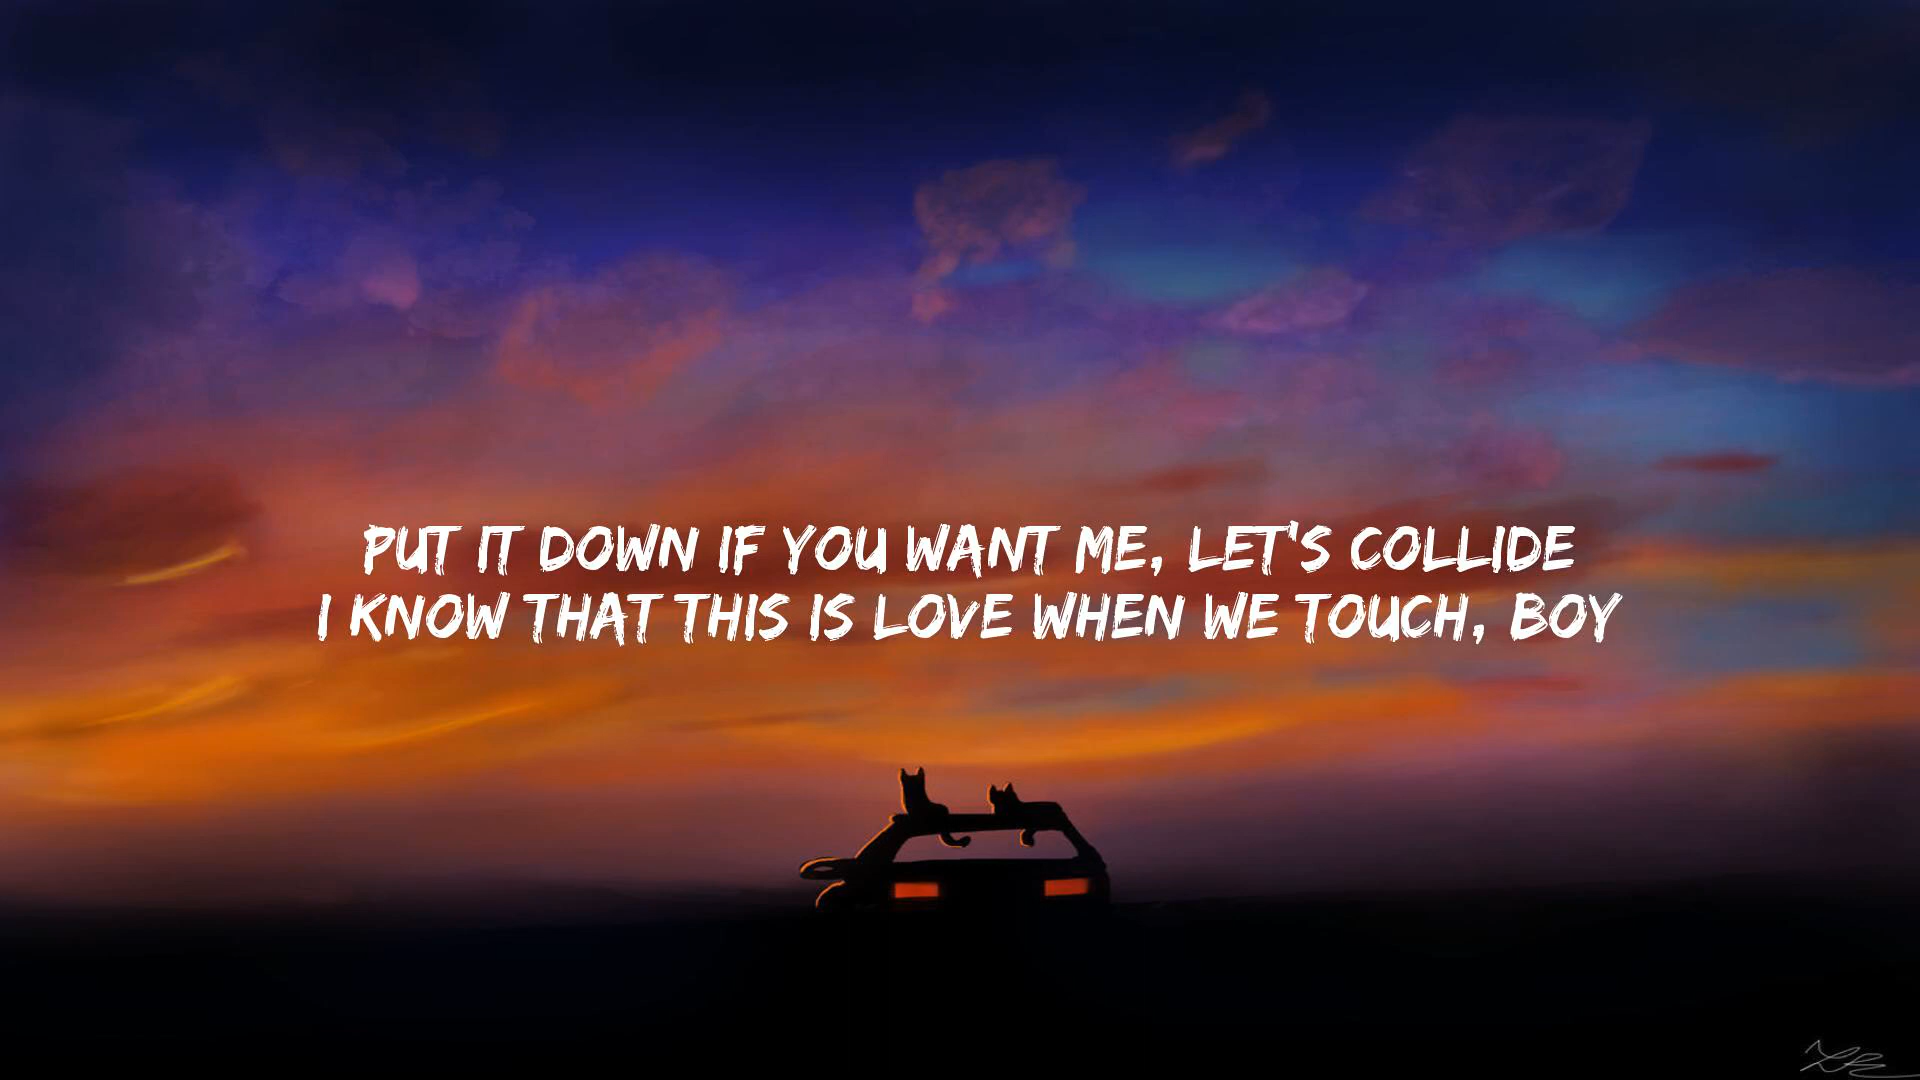 PUT IT DOWN IF YOU WANT ME, LET'S COLLIDE
I KNOW THAT THIS IS LOVE WHEN WE TOUCH, BOY